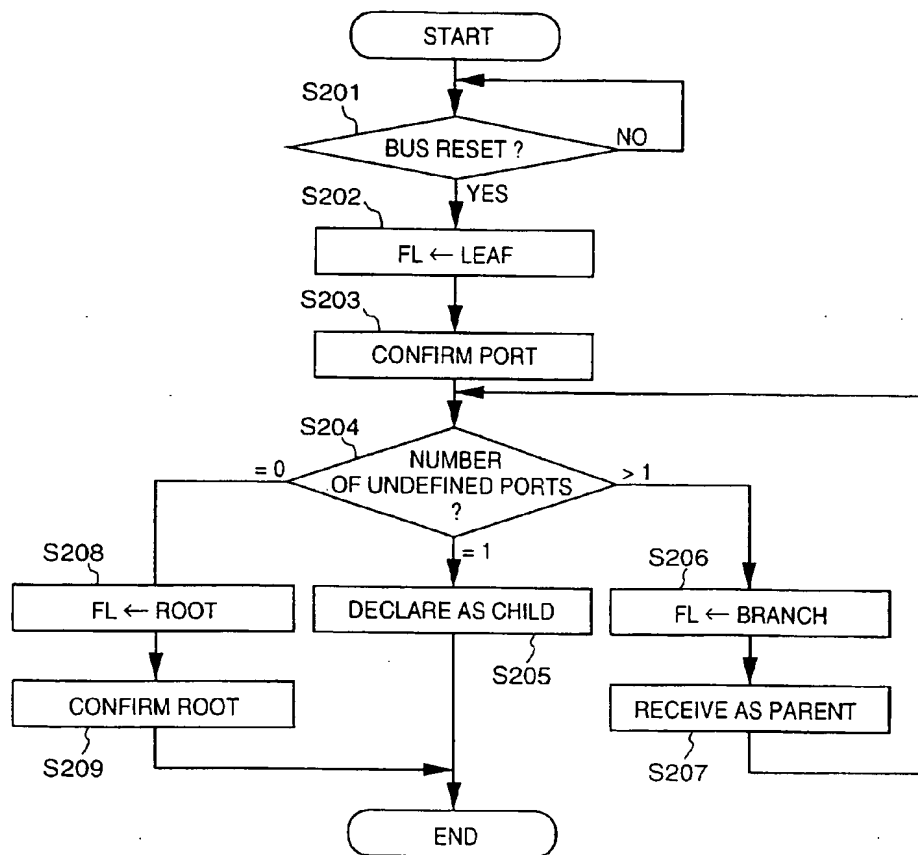 START
S201
BUS RESET ?
NO
YES
S202
FL ← LEAF
S203
CONFIRM PORT
S204
= 0
NUMBER
OF UNDEFINED PORTS
?
> 1
= 1
S208
FL ← ROOT
DECLARE AS CHILD
S205
S206
FL ← BRANCH
CONFIRM ROOT
S209
RECEIVE AS PARENT
S207
END